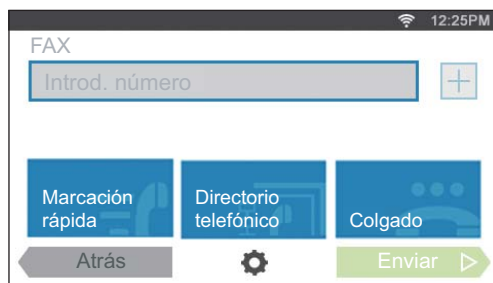 12:25PM
FAX
Introd. número
Marcación
rápida
Directorio
telefónico
Colgado
Atrás
Enviar